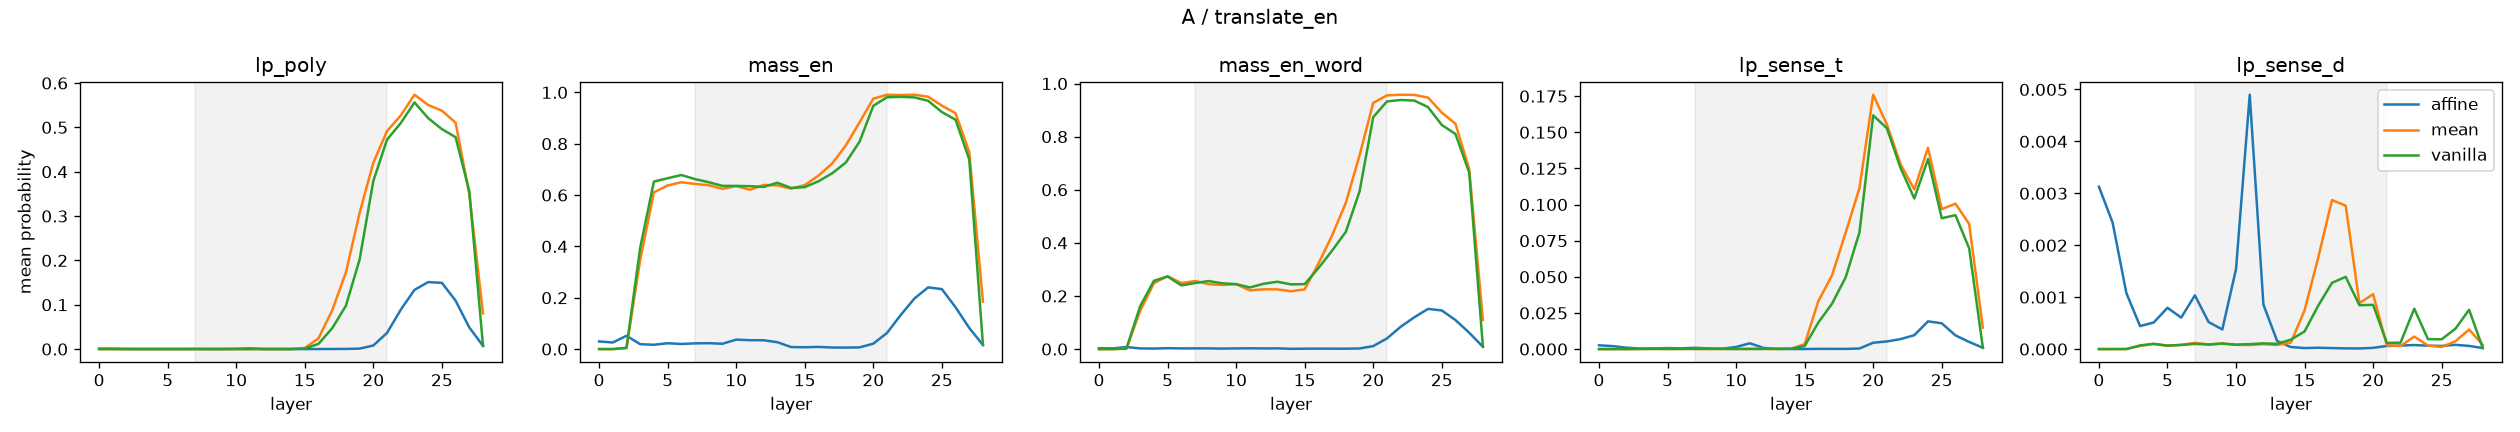 A / translate_en
lp_poly
mean probability
0.6
0.5
0.4
0.3
0.2
0.1
0.0
0 5 10 15 20 25
layer
mass_en
1.0
0.8
0.6
0.4
0.2
0.0
0 5 10 15 20 25
layer
mass_en_word
1.0
0.8
0.6
0.4
0.2
0.0
0 5 10 15 20 25
layer
lp_sense_t
0.175
0.150
0.125
0.100
0.075
0.050
0.025
0.000
0 5 10 15 20 25
layer
lp_sense_d
0.005
0.004
0.003
0.002
0.001
0.000
0 5 10 15 20 25
layer
affine
mean
vanilla